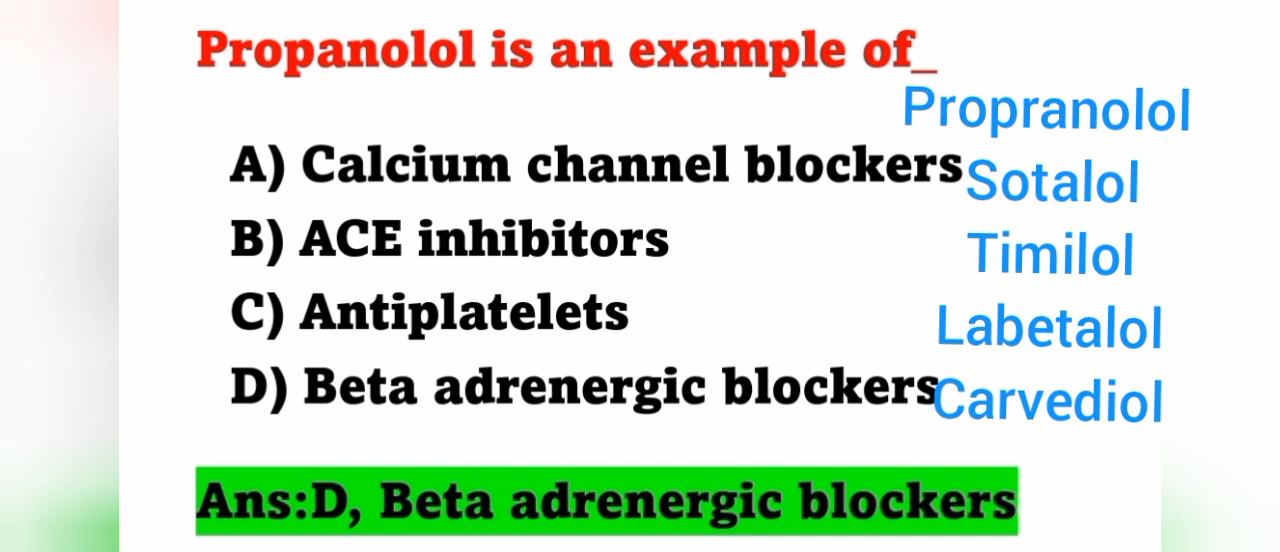 Propanolol is an example of_
Propranolol
A) Calcium channel blockers
Sotalol
B) ACE inhibitors
Timilol
C) Antiplatelets
Labetalol
D) Beta adrenergic blockers
Carvediol
Ans:D, Beta adrenergic blockers